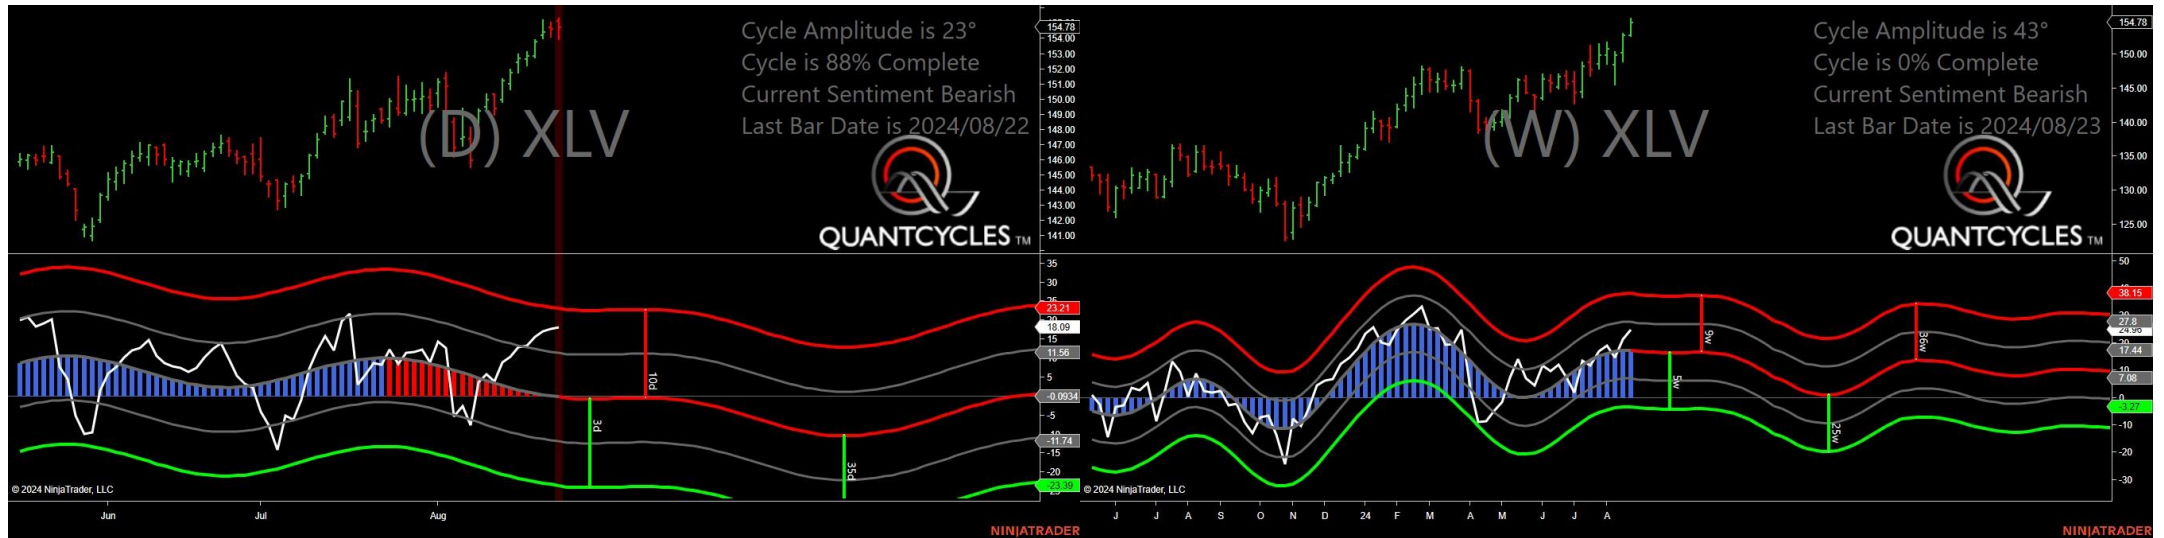 Cycle Amplitude is 23°
Cycle is 88% Complete
Current Sentiment Bearish
Last Bar Date is 2024/08/22
(D) XLV
QUANTCYCLES TM
154.78
154.00
153.00
152.00
151.00
150.00
149.00
148.00
147.00
146.00
145.00
144.00
143.00
142.00
141.00
35
30
23.21
18.09
15
11.56
5
-0.0934
-5
-11.74
-15
-20
-23.39
10d
3d
35d
© 2024 NinjaTrader, LLC
Jun Jul Aug
NINJATRADER
Cycle Amplitude is 43°
Cycle is 0% Complete
Current Sentiment Bearish
Last Bar Date is 2024/08/23
(W) XLV
QUANTCYCLES TM
154.78
150.00
145.00
140.00
135.00
130.00
125.00
50
38.15
27.8
24.96
17.44
10
7.08
0
-3.27
-10
-20
-30
9w
5w
36w
25w
© 2024 NinjaTrader, LLC
J J A S O N D 24 F M A M J J A
NINJATRADER